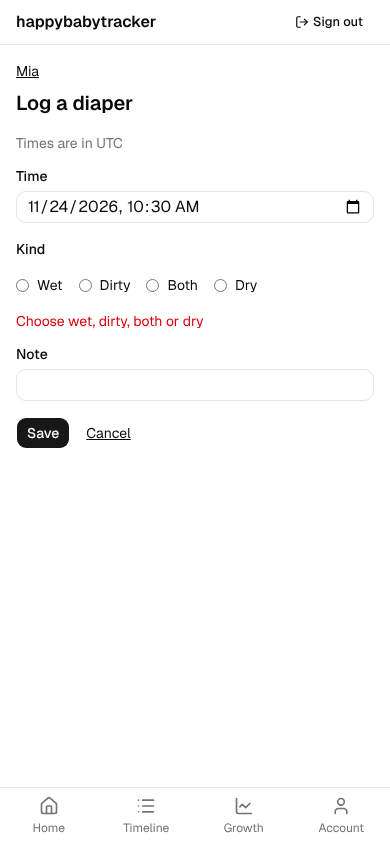 happybabytracker
Sign out
Mia
Log a diaper
Times are in UTC
Time
11/24/2026, 10:30 AM
Kind
Wet Dirty Both Dry
Choose wet, dirty, both or dry
Note
Save Cancel
Home Timeline Growth Account